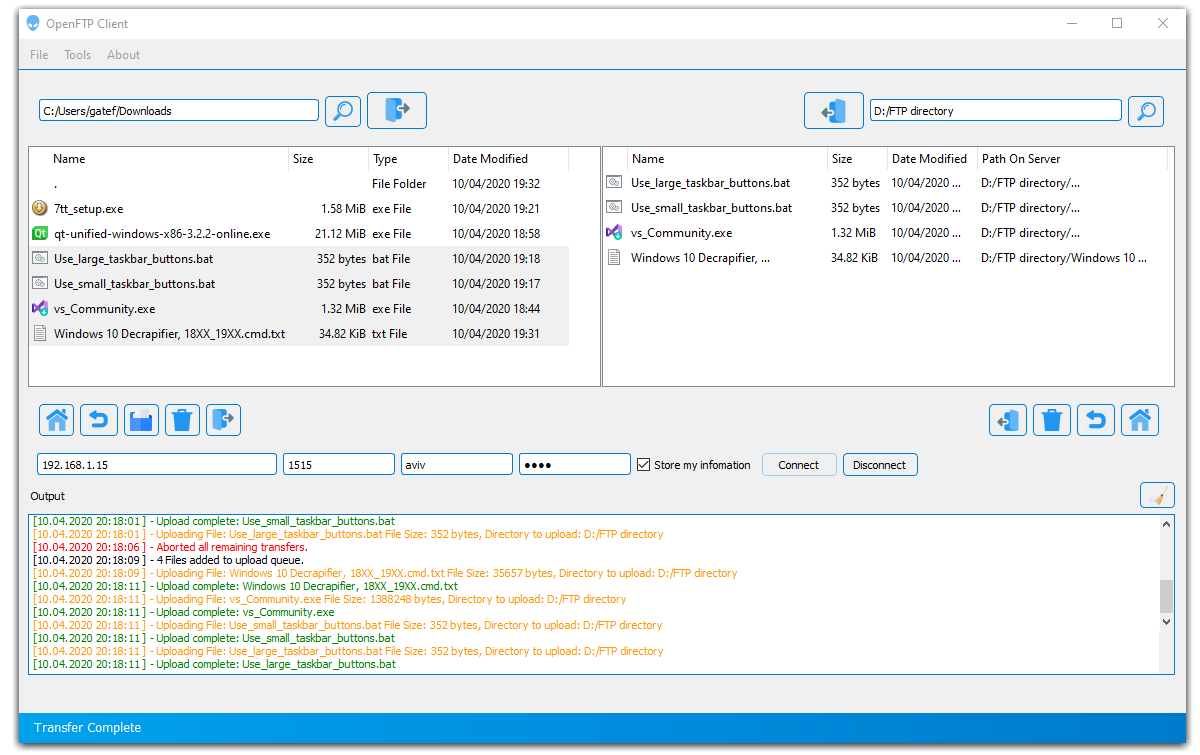 OpenFTP Client
File Tools About
C:/Users/gatef/Downloads
D:/FTP directory
Name Size Type Date Modified
. File Folder 10/04/2020 19:32
7tt_setup.exe 1.58 MiB exe File 10/04/2020 19:21
Qt qt-unified-windows-x86-3.2.2-online.exe 21.12 MiB exe File 10/04/2020 18:58
Use_large_taskbar_buttons.bat 352 bytes bat File 10/04/2020 19:18
Use_small_taskbar_buttons.bat 352 bytes bat File 10/04/2020 19:17
vs_Community.exe 1.32 MiB exe File 10/04/2020 18:44
Windows 10 Decrapifier, 18XX_19XX.cmd.txt 34.82 KiB txt File 10/04/2020 19:31
Name Size Date Modified Path On Server
Use_large_taskbar_buttons.bat 352 bytes 10/04/2020 ... D:/FTP directory/...
Use_small_taskbar_buttons.bat 352 bytes 10/04/2020 ... D:/FTP directory/...
vs_Community.exe 1.32 MiB 10/04/2020 ... D:/FTP directory/...
Windows 10 Decrapifier, ... 34.82 KiB 10/04/2020 ... D:/FTP directory/Windows 10 ...
192.168.1.15 1515 aviv ●●●● Store my infomation Connect Disconnect
Output
[10.04.2020 20:18:01] - Upload complete: Use_small_taskbar_buttons.bat
[10.04.2020 20:18:01] - Uploading File: Use_large_taskbar_buttons.bat File Size: 352 bytes, Directory to upload: D:/FTP directory
[10.04.2020 20:18:06] - Aborted all remaining transfers.
[10.04.2020 20:18:09] - 4 Files added to upload queue.
[10.04.2020 20:18:09] - Uploading File: Windows 10 Decrapifier, 18XX_19XX.cmd.txt File Size: 35657 bytes, Directory to upload: D:/FTP directory
[10.04.2020 20:18:11] - Upload complete: Windows 10 Decrapifier, 18XX_19XX.cmd.txt
[10.04.2020 20:18:11] - Uploading File: vs_Community.exe File Size: 1388248 bytes, Directory to upload: D:/FTP directory
[10.04.2020 20:18:11] - Upload complete: vs_Community.exe
[10.04.2020 20:18:11] - Uploading File: Use_small_taskbar_buttons.bat File Size: 352 bytes, Directory to upload: D:/FTP directory
[10.04.2020 20:18:11] - Upload complete: Use_small_taskbar_buttons.bat
[10.04.2020 20:18:11] - Uploading File: Use_large_taskbar_buttons.bat File Size: 352 bytes, Directory to upload: D:/FTP directory
[10.04.2020 20:18:11] - Upload complete: Use_large_taskbar_buttons.bat
Transfer Complete